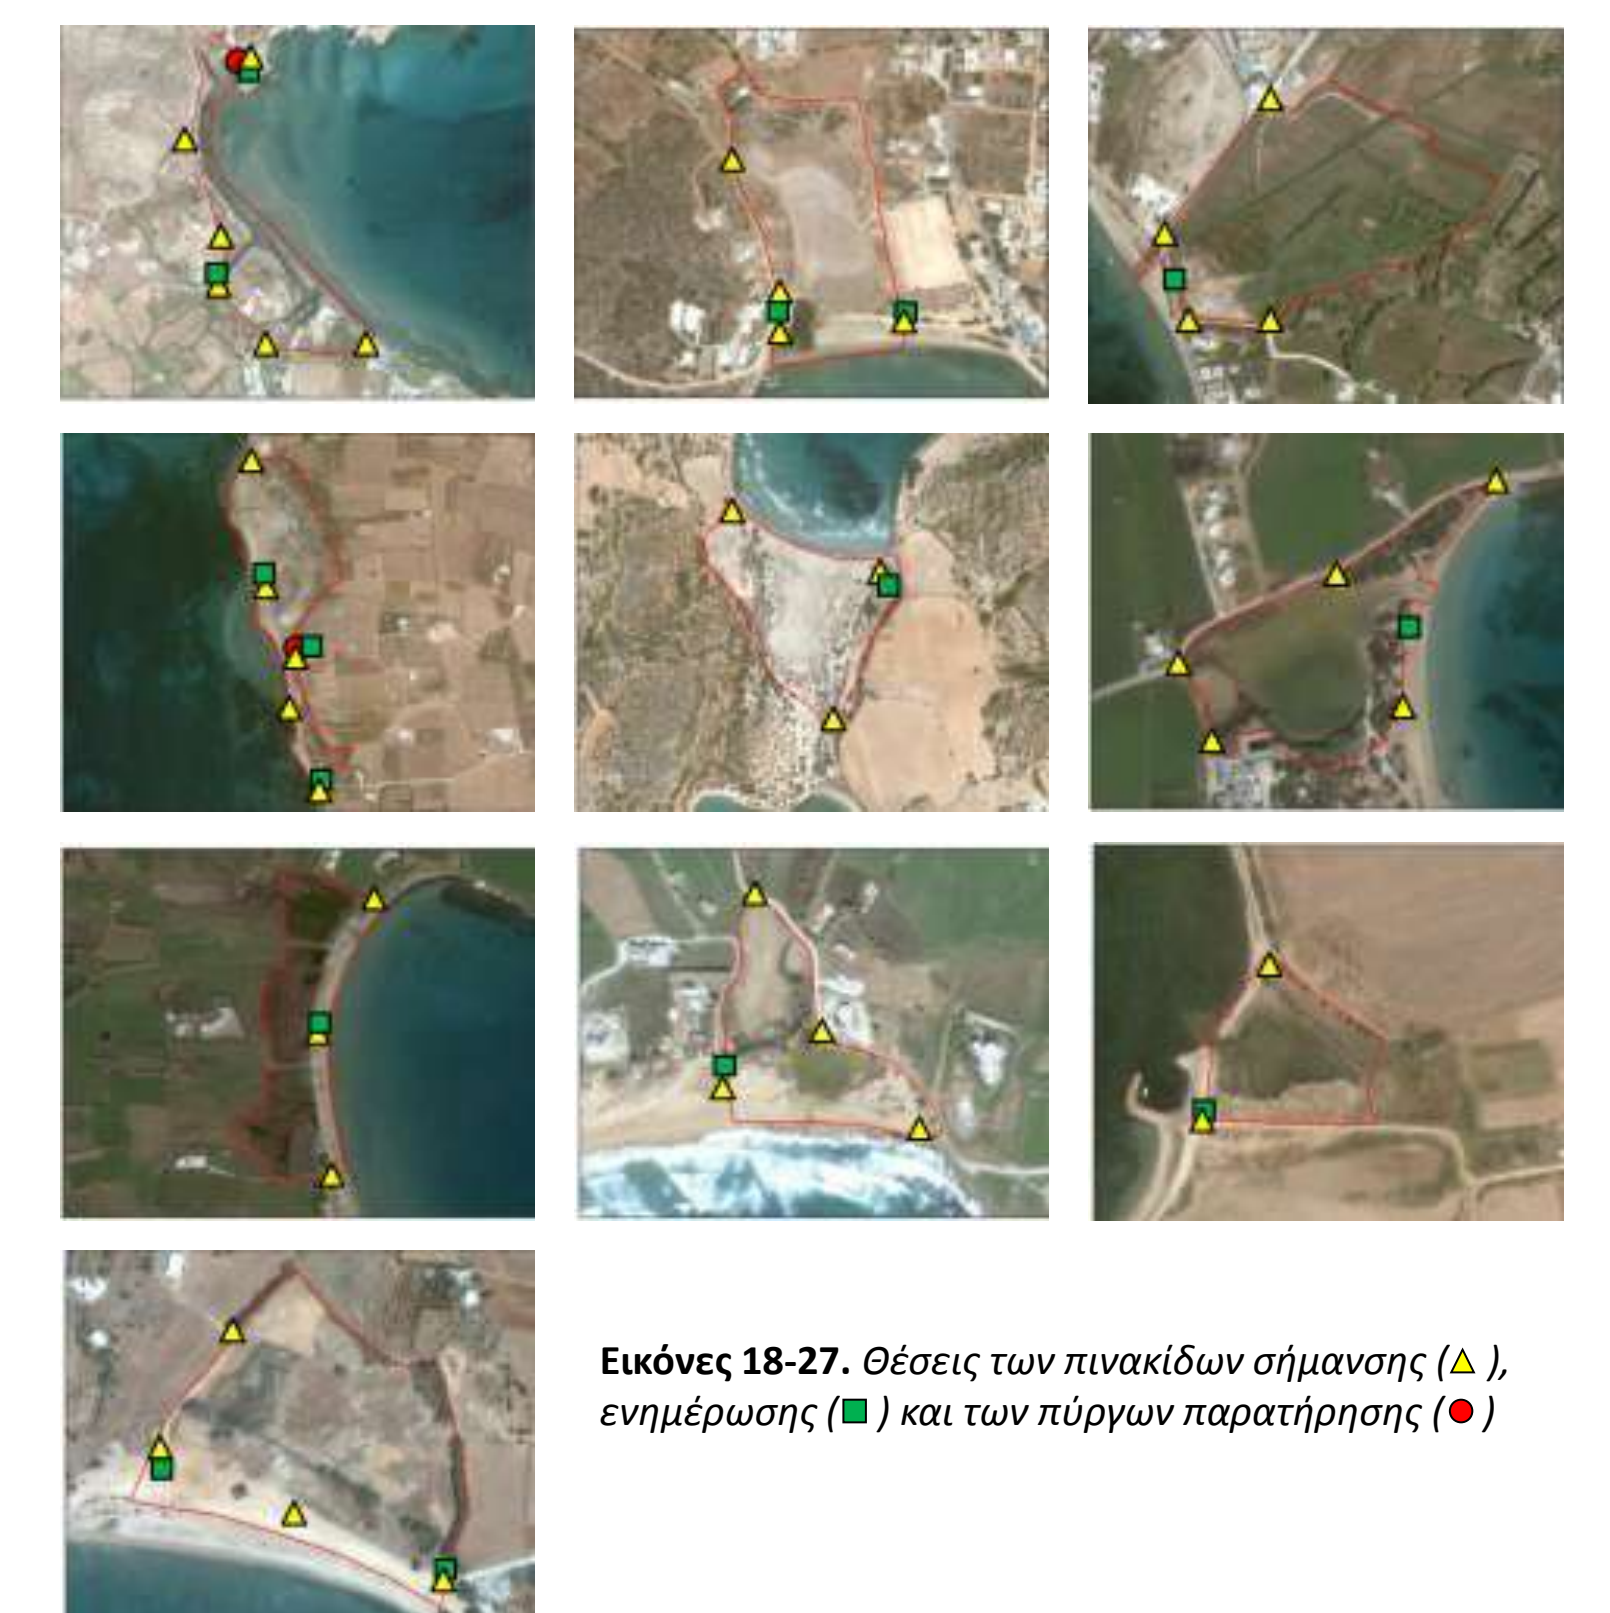 Εικόνες 18-27. Θέσεις των πινακίδων σήμανσης ( ),
ενημέρωσης ( ) και των πύργων παρατήρησης ( )